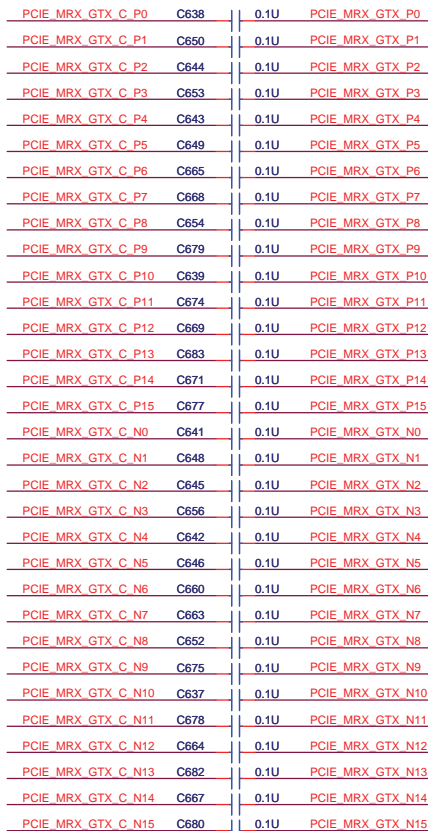 PCIE_MRX_GTX_C_P0 C638 0.1U PCIE_MRX_GTX_P0
PCIE_MRX_GTX_C_P1 C650 0.1U PCIE_MRX_GTX_P1
PCIE_MRX_GTX_C_P2 C644 0.1U PCIE_MRX_GTX_P2
PCIE_MRX_GTX_C_P3 C653 0.1U PCIE_MRX_GTX_P3
PCIE_MRX_GTX_C_P4 C643 0.1U PCIE_MRX_GTX_P4
PCIE_MRX_GTX_C_P5 C649 0.1U PCIE_MRX_GTX_P5
PCIE_MRX_GTX_C_P6 C665 0.1U PCIE_MRX_GTX_P6
PCIE_MRX_GTX_C_P7 C668 0.1U PCIE_MRX_GTX_P7
PCIE_MRX_GTX_C_P8 C654 0.1U PCIE_MRX_GTX_P8
PCIE_MRX_GTX_C_P9 C679 0.1U PCIE_MRX_GTX_P9
PCIE_MRX_GTX_C_P10 C639 0.1U PCIE_MRX_GTX_P10
PCIE_MRX_GTX_C_P11 C674 0.1U PCIE_MRX_GTX_P11
PCIE_MRX_GTX_C_P12 C669 0.1U PCIE_MRX_GTX_P12
PCIE_MRX_GTX_C_P13 C683 0.1U PCIE_MRX_GTX_P13
PCIE_MRX_GTX_C_P14 C671 0.1U PCIE_MRX_GTX_P14
PCIE_MRX_GTX_C_P15 C677 0.1U PCIE_MRX_GTX_P15
PCIE_MRX_GTX_C_N0 C641 0.1U PCIE_MRX_GTX_N0
PCIE_MRX_GTX_C_N1 C648 0.1U PCIE_MRX_GTX_N1
PCIE_MRX_GTX_C_N2 C645 0.1U PCIE_MRX_GTX_N2
PCIE_MRX_GTX_C_N3 C656 0.1U PCIE_MRX_GTX_N3
PCIE_MRX_GTX_C_N4 C642 0.1U PCIE_MRX_GTX_N4
PCIE_MRX_GTX_C_N5 C646 0.1U PCIE_MRX_GTX_N5
PCIE_MRX_GTX_C_N6 C660 0.1U PCIE_MRX_GTX_N6
PCIE_MRX_GTX_C_N7 C663 0.1U PCIE_MRX_GTX_N7
PCIE_MRX_GTX_C_N8 C652 0.1U PCIE_MRX_GTX_N8
PCIE_MRX_GTX_C_N9 C675 0.1U PCIE_MRX_GTX_N9
PCIE_MRX_GTX_C_N10 C637 0.1U PCIE_MRX_GTX_N10
PCIE_MRX_GTX_C_N11 C678 0.1U PCIE_MRX_GTX_N11
PCIE_MRX_GTX_C_N12 C664 0.1U PCIE_MRX_GTX_N12
PCIE_MRX_GTX_C_N13 C682 0.1U PCIE_MRX_GTX_N13
PCIE_MRX_GTX_C_N14 C667 0.1U PCIE_MRX_GTX_N14
PCIE_MRX_GTX_C_N15 C680 0.1U PCIE_MRX_GTX_N15